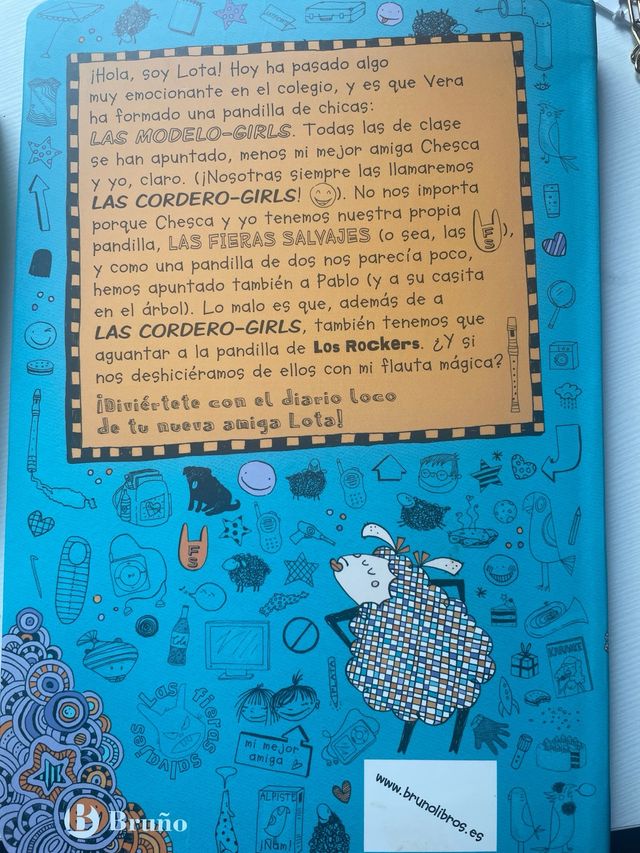 ¡Hola, soy Lota! Hoy ha pasado algo
muy emocionante en el colegio, y es que Vera
ha formado una pandilla de chicas:
LAS MODELO-GIRLS. Todas las de clase
se han apuntado, menos mi mejor amiga Chesca
y yo, claro. (¡Nosotras siempre las llamaremos
LAS CORDERO-GIRLS! ). No nos importa
porque Chesca y yo tenemos nuestra propia
pandilla, LAS FIERAS SALVAJES (o sea, las FS),
y como una pandilla de dos nos parecía poco,
hemos apuntado también a Pablo (y a su casita
en el árbol). Lo malo es que, además de a
LAS CORDERO-GIRLS, también tenemos que
aguantar a la pandilla de Los Rockers. ¿Y si
nos deshiciéramos de ellos con mi flauta mágica?
¡Diviértete con el diario loco
de tu nueva amiga Lota!
FS
KARAOKE
PLATA
Las fieras
salvajes
mi mejor
amiga
ALPISTE
¡Ñam!
www.brunolibros.es
B Bruño